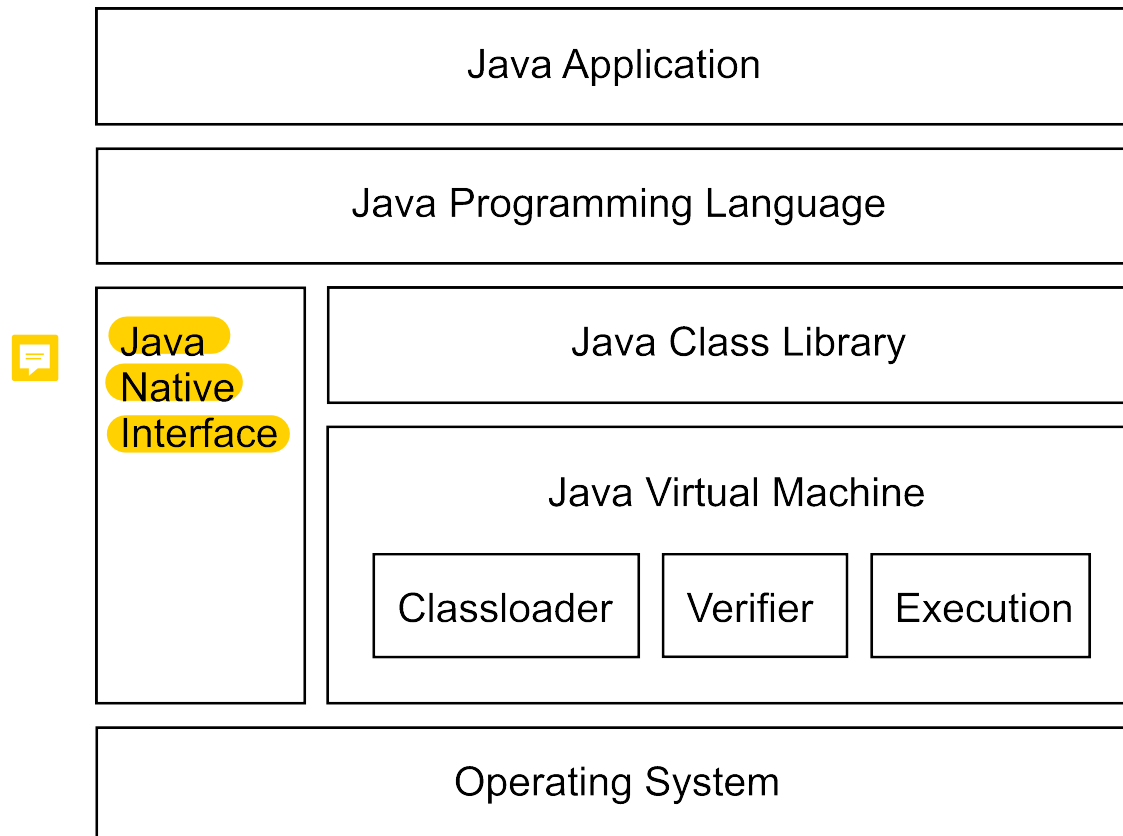 Java Application
Java Programming Language
Java
Native
Interface
Java Class Library
Java Virtual Machine
Classloader
Verifier
Execution
Operating System